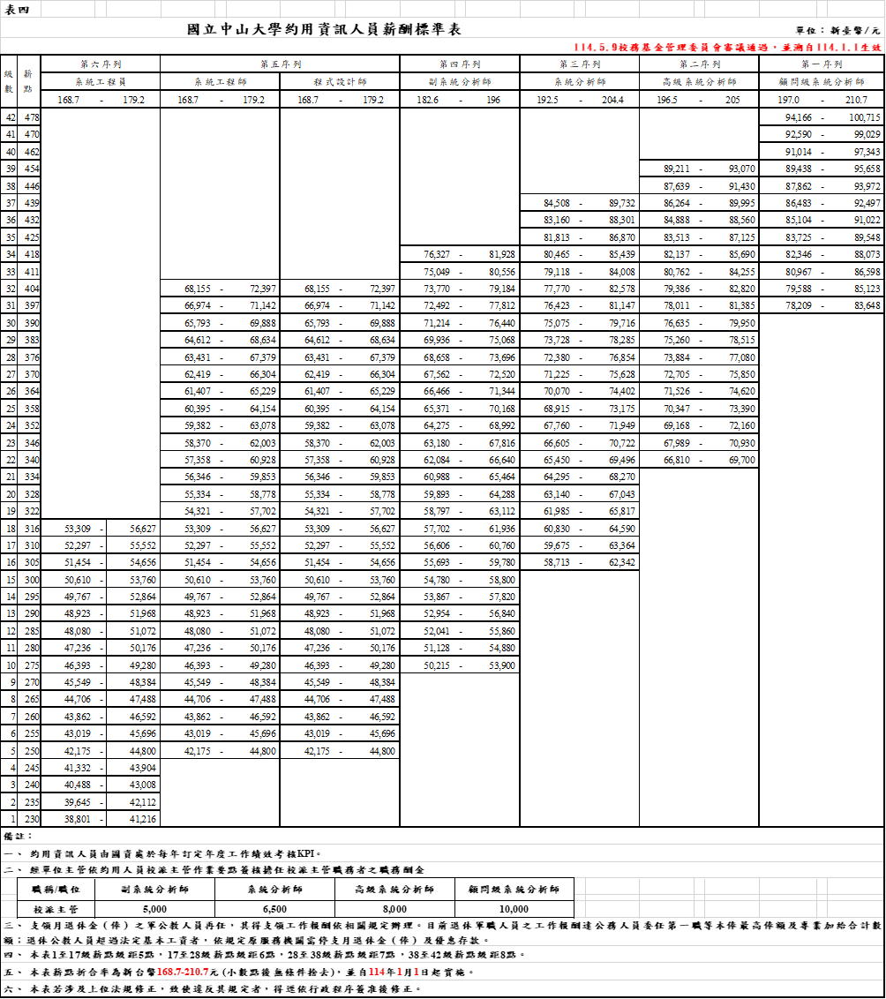 表四
國立中山大學約用資訊人員薪酬標準表
單位：新臺幣/元
114.5.9校務基金管理委員會審議通過，並溯自114.1.1生效
級數 薪點 第六序列 第五序列 第四序列 第三序列 第二序列 第一序列
系統工程員 系統工程師 程式設計師 副系統分析師 系統分析師 高級系統分析師 顧問級系統分析師
168.7 - 179.2 168.7 - 179.2 168.7 - 179.2 182.6 - 196 192.5 - 204.4 196.5 - 205 197.0 - 210.7
42 478 94,166 - 100,715
41 470 92,590 - 99,029
40 462 91,014 - 97,343
39 454 89,211 - 93,070 89,438 - 95,658
38 446 87,639 - 91,430 87,862 - 93,972
37 439 84,508 - 89,732 86,264 - 89,995 86,483 - 92,497
36 432 83,160 - 88,301 84,888 - 88,560 85,104 - 91,022
35 425 81,813 - 86,870 83,513 - 87,125 83,725 - 89,548
34 418 76,327 - 81,928 80,465 - 85,439 82,137 - 85,690 82,346 - 88,073
33 411 75,049 - 80,556 79,118 - 84,008 80,762 - 84,255 80,967 - 86,598
32 404 68,155 - 72,397 68,155 - 72,397 73,770 - 79,184 77,770 - 82,578 79,386 - 82,820 79,588 - 85,123
31 397 66,974 - 71,142 66,974 - 71,142 72,492 - 77,812 76,423 - 81,147 78,011 - 81,385 78,209 - 83,648
30 390 65,793 - 69,888 65,793 - 69,888 71,214 - 76,440 75,075 - 79,716 76,635 - 79,950
29 383 64,612 - 68,634 64,612 - 68,634 69,936 - 75,068 73,728 - 78,285 75,260 - 78,515
28 376 63,431 - 67,379 63,431 - 67,379 68,658 - 73,696 72,380 - 76,854 73,884 - 77,080
27 370 62,419 - 66,304 62,419 - 66,304 67,562 - 72,520 71,225 - 75,628 72,705 - 75,850
26 364 61,407 - 65,229 61,407 - 65,229 66,466 - 71,344 70,070 - 74,402 71,526 - 74,620
25 358 60,395 - 64,154 60,395 - 64,154 65,371 - 70,168 68,915 - 73,175 70,347 - 73,390
24 352 59,382 - 63,078 59,382 - 63,078 64,275 - 68,992 67,760 - 71,949 69,168 - 72,160
23 346 58,370 - 62,003 58,370 - 62,003 63,180 - 67,816 66,605 - 70,722 67,989 - 70,930
22 340 57,358 - 60,928 57,358 - 60,928 62,084 - 66,640 65,450 - 69,496 66,810 - 69,700
21 334 56,346 - 59,853 56,346 - 59,853 60,988 - 65,464 64,295 - 68,270
20 328 55,334 - 58,778 55,334 - 58,778 59,893 - 64,288 63,140 - 67,043
19 322 54,321 - 57,702 54,321 - 57,702 58,797 - 63,112 61,985 - 65,817
18 316 53,309 - 56,627 53,309 - 56,627 53,309 - 56,627 57,702 - 61,936 60,830 - 64,590
17 310 52,297 - 55,552 52,297 - 55,552 52,297 - 55,552 56,606 - 60,760 59,675 - 63,364
16 305 51,454 - 54,656 51,454 - 54,656 51,454 - 54,656 55,693 - 59,780 58,713 - 62,342
15 300 50,610 - 53,760 50,610 - 53,760 50,610 - 53,760 54,780 - 58,800
14 295 49,767 - 52,864 49,767 - 52,864 49,767 - 52,864 53,867 - 57,820
13 290 48,923 - 51,968 48,923 - 51,968 48,923 - 51,968 52,954 - 56,840
12 285 48,080 - 51,072 48,080 - 51,072 48,080 - 51,072 52,041 - 55,860
11 280 47,236 - 50,176 47,236 - 50,176 47,236 - 50,176 51,128 - 54,880
10 275 46,393 - 49,280 46,393 - 49,280 46,393 - 49,280 50,215 - 53,900
9 270 45,549 - 48,384 45,549 - 48,384 45,549 - 48,384
8 265 44,706 - 47,488 44,706 - 47,488 44,706 - 47,488
7 260 43,862 - 46,592 43,862 - 46,592 43,862 - 46,592
6 255 43,019 - 45,696 43,019 - 45,696 43,019 - 45,696
5 250 42,175 - 44,800 42,175 - 44,800 42,175 - 44,800
4 245 41,332 - 43,904
3 240 40,488 - 43,008
2 235 39,645 - 42,112
1 230 38,801 - 41,216
備註：
一、 約用資訊人員由國資處於每年訂定年度工作績效考核KPI。
二、 經單位主管依約用人員校派主管作業要點簽核擔任校派主管職務者之職務酬金
職稱/職位 副系統分析師 系統分析師 高級系統分析師 顧問級系統分析師
校派主管 5,000 6,500 8,000 10,000
三、 支領月退休金（俸）之軍公教人員再任，其得支領工作報酬依相關規定辦理。目前退休軍職人員之工作報酬達公務人員委任第一職等本俸最高俸額及專業加給合計數
額；退休公教人員超過法定基本工資者，依規定原服務機關需停支月退休金（俸）及優惠存款。
四、 本表1至17級薪點級距5點，17至28級薪點級距6點，28至38級薪點級距7點，38至42級薪點級距8點。
五、 本表薪點折合率為新台幣168.7-210.7元 (小數點後無條件捨去)，並自114年1月1日起實施。
六、 本表若涉及上位法規修正，致使違反其規定者，得逕依行政程序簽准後修正。